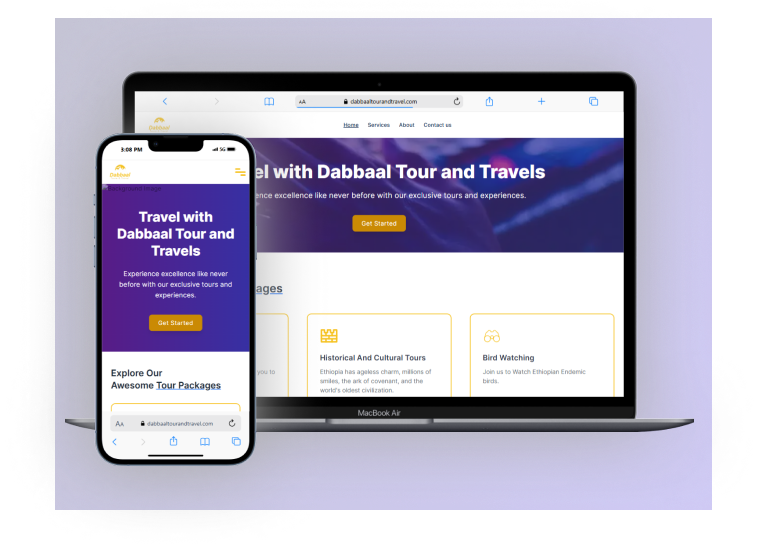 AA dabbaaltourandtravel.com
Dabbaal
Home Services About Contact us
el with Dabbaal Tour and Travels
ence excellence like never before with our exclusive tours and experiences.
Get Started
ages
you to
Historical And Cultural Tours
Ethiopia has ageless charm, millions of
smiles, the ark of covenant, and the
world's oldest civilization.
Bird Watching
Join us to Watch Ethiopian Endemic
birds.
MacBook Air
3:08 PM 5G
Dabbaal
Background Image
Travel with
Dabbaal Tour and
Travels
Experience excellence like never
before with our exclusive tours and
experiences.
Get Started
Explore Our
Awesome Tour Packages
AA dabbaaltourandtravel.com